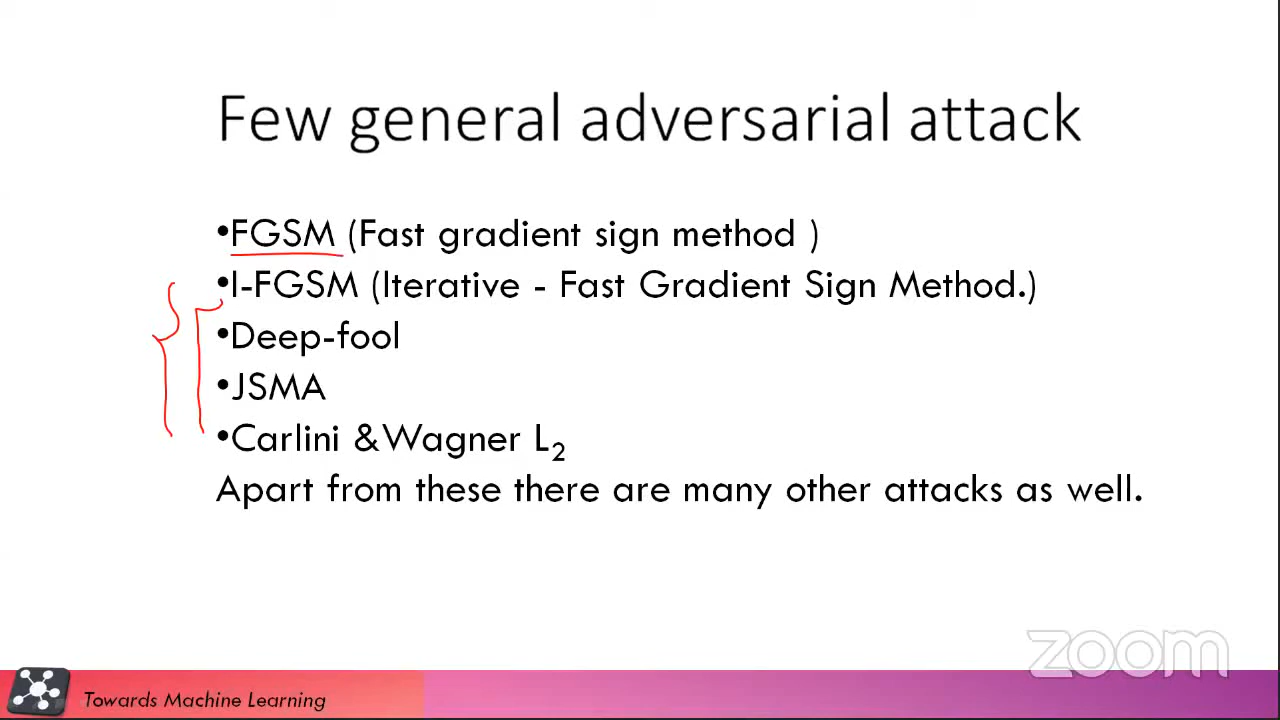 Few general adversarial attack
•FGSM (Fast gradient sign method )
•I-FGSM (Iterative - Fast Gradient Sign Method.)
•Deep-fool
•JSMA
•Carlini &Wagner L2
Apart from these there are many other attacks as well.
zoom
Towards Machine Learning